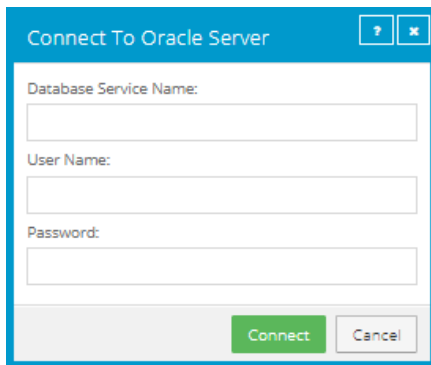 Connect To Oracle Server ? ×
Database Service Name:
User Name:
Password:
Connect Cancel